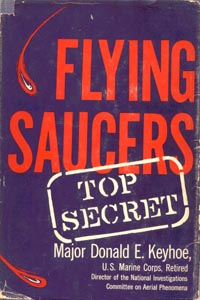 FLYING
SAUCERS
TOP
SECRET
Major Donald E. Keyhoe,
U.S. Marine Corps, Retired
Director of the National Investigations
Committee on Aerial Phenomena